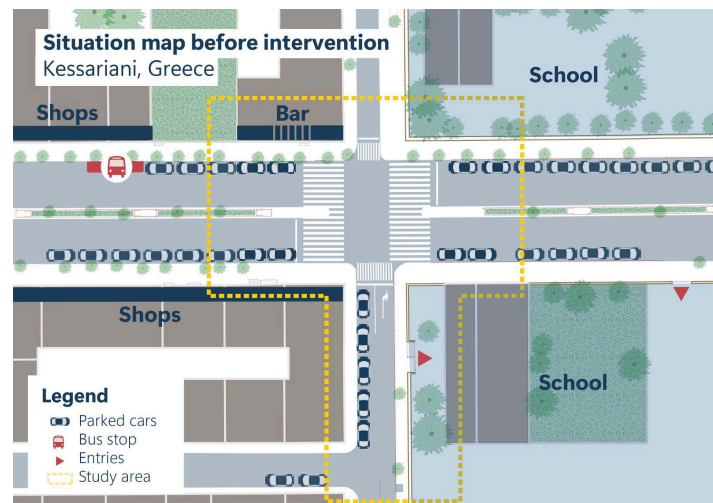 Situation map before intervention
Kessariani, Greece
School
Shops
Bar
Shops
School
Legend
Parked cars
Bus stop
Entries
Study area